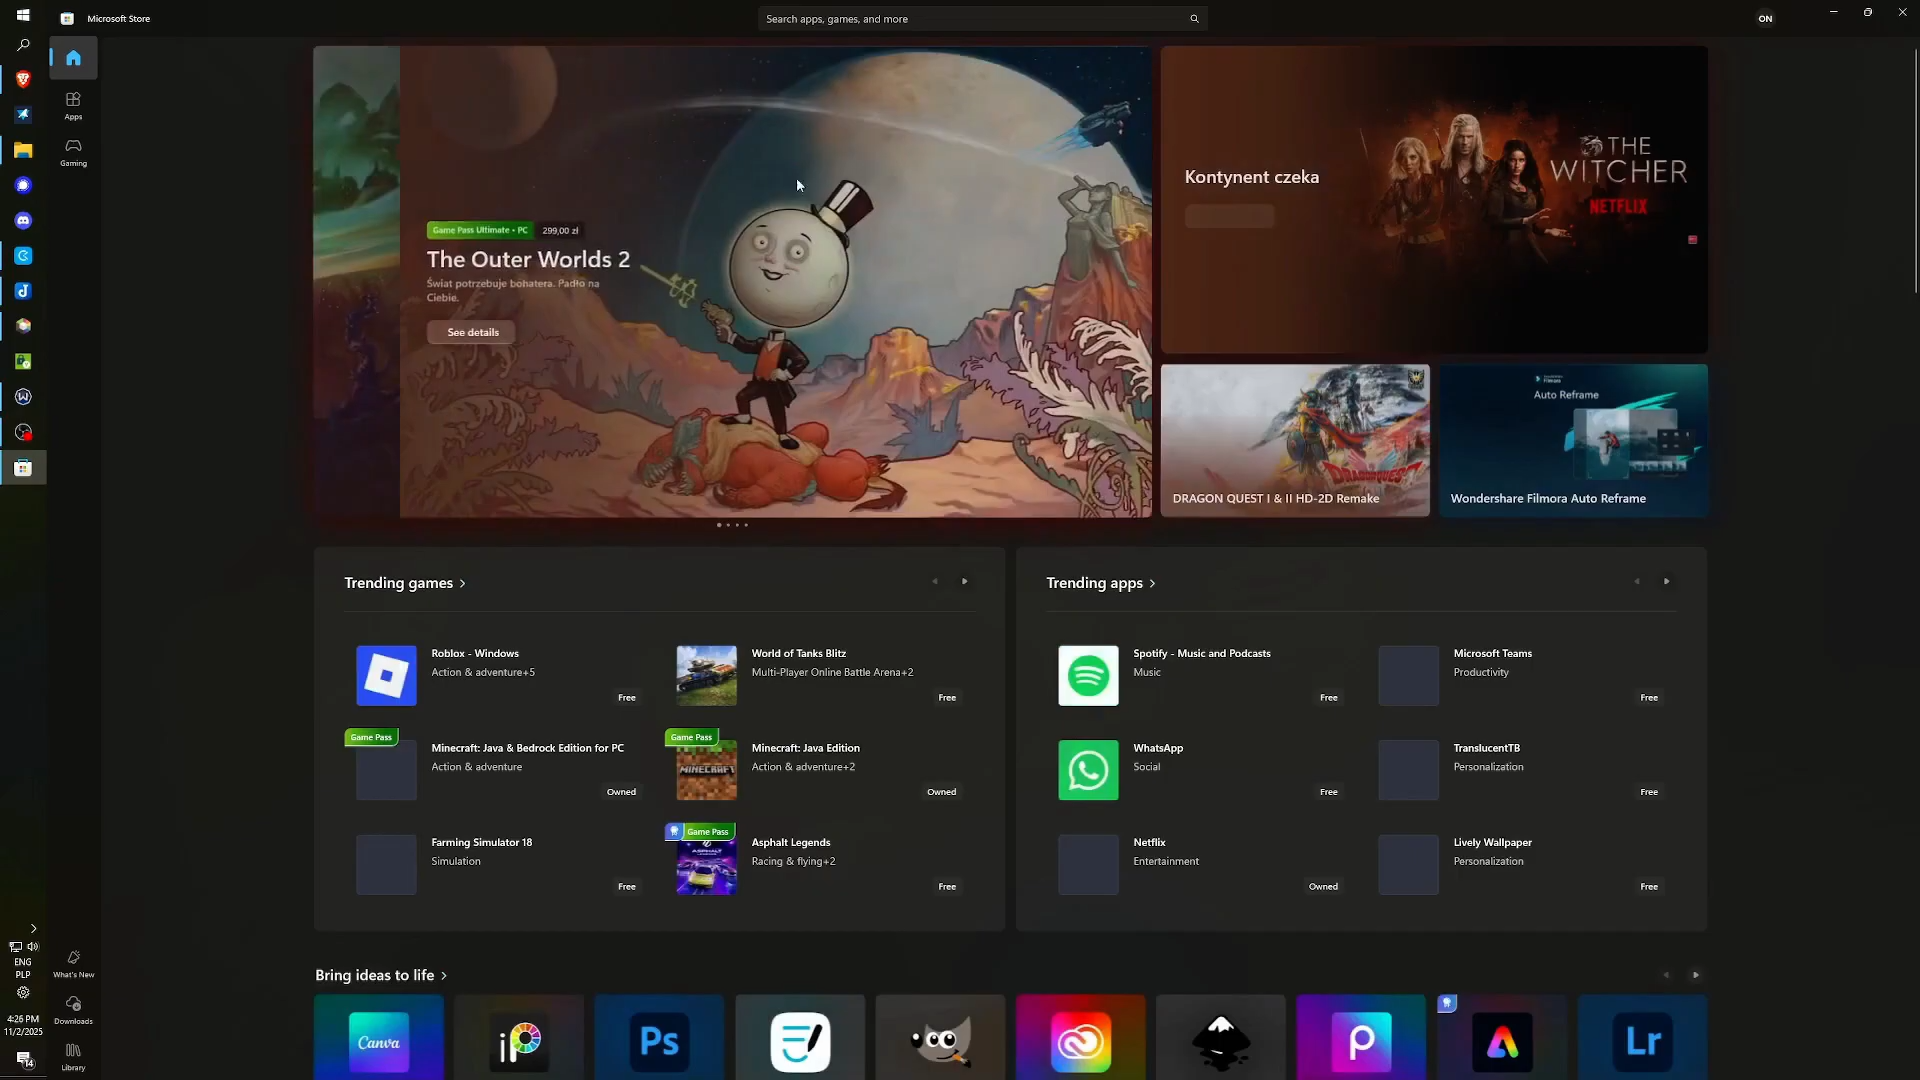 Microsoft Store
Search apps, games, and more
ON
Apps
Gaming
Game Pass Ultimate • PC
299,00 zł
The Outer Worlds 2
Świat potrzebuje bohatera. Padło na
Ciebie.
See details
Kontynent czeka
THE
WITCHER
NETFLIX
DRAGON QUEST
DRAGON QUEST I & II HD-2D Remake
Filmora
Auto Reframe
Wondershare Filmora Auto Reframe
Trending games
Roblox - Windows
Action & adventure+5
Free
World of Tanks Blitz
Multi-Player Online Battle Arena+2
Free
Game Pass
Minecraft: Java & Bedrock Edition for PC
Action & adventure
Owned
Game Pass
MINECRAFT
Minecraft: Java Edition
Action & adventure+2
Owned
Farming Simulator 18
Simulation
Free
Game Pass
ASPHALT
Asphalt Legends
Racing & flying+2
Free
Trending apps
Spotify - Music and Podcasts
Music
Free
Microsoft Teams
Productivity
Free
WhatsApp
Social
Free
TranslucentTB
Personalization
Free
Netflix
Entertainment
Owned
Lively Wallpaper
Personalization
Free
Bring ideas to life
Canva
iP
Ps
Lr
ENG
PLP
4:26 PM
11/2/2025
14
What's New
Downloads
Library